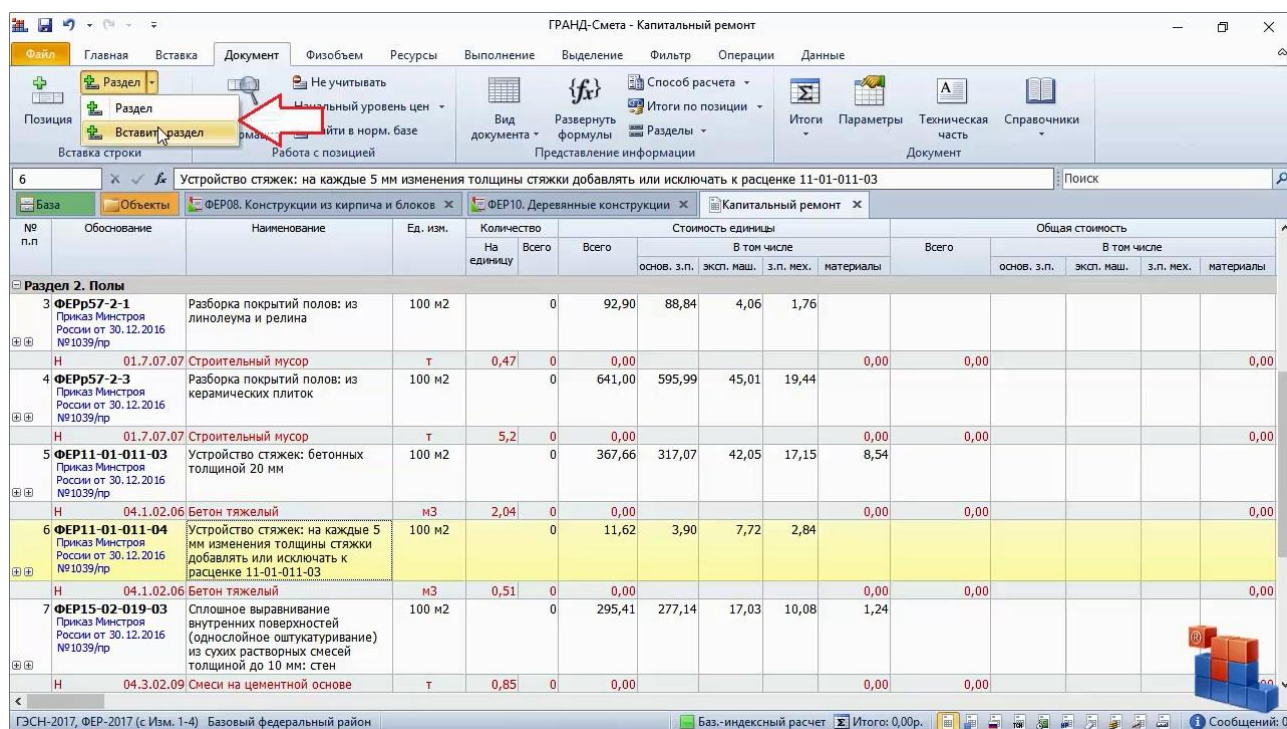 ГРАНД-Смета - Капитальный ремонт
Файл Главная Вставка Документ Физобъем Ресурсы Выполнение Выделение Фильтр Операции Данные
Позиция
Раздел
Раздел
Вставить раздел
Вставка строки
Не учитывать
уровень цен
в норм. базе
Работа с позицией
Вид документа
Развернуть формулы
Способ расчета
Итоги по позиции
Разделы
Представление информации
Итоги
Параметры
Техническая часть
Справочники
Документ
6 fx Устройство стяжек: на каждые 5 мм изменения толщины стяжки добавлять или исключать к расценке 11-01-011-03 Поиск
База Объекты ФЕР08. Конструкции из кирпича и блоков ФЕР10. Деревянные конструкции Капитальный ремонт
№ п.п Обоснование Наименование Ед. изм. Количество Стоимость единицы Общая стоимость
На единицу Всего Всего В том числе Всего В том числе
основ. з.п. эксп. маш. з.п. мех. материалы основ. з.п. эксп. маш. з.п. мех. материалы
Раздел 2. Полы
3 ФЕРр57-2-1 Разборка покрытий полов: из 100 м2 0 92,90 88,84 4,06 1,76
Приказ Минстроя линолеума и релина
России от 30.12.2016
№1039/пр
Н 01.7.07.07 Строительный мусор т 0,47 0 0,00 0,00 0,00 0,00
4 ФЕРр57-2-3 Разборка покрытий полов: из 100 м2 0 641,00 595,99 45,01 19,44
Приказ Минстроя керамических плиток
России от 30.12.2016
№1039/пр
Н 01.7.07.07 Строительный мусор т 5,2 0 0,00 0,00 0,00 0,00
5 ФЕР11-01-011-03 Устройство стяжек: бетонных 100 м2 0 367,66 317,07 42,05 17,15 8,54
Приказ Минстроя толщиной 20 мм
России от 30.12.2016
№1039/пр
Н 04.1.02.06 Бетон тяжелый м3 2,04 0 0,00 0,00 0,00 0,00
6 ФЕР11-01-011-04 Устройство стяжек: на каждые 5 100 м2 0 11,62 3,90 7,72 2,84
Приказ Минстроя мм изменения толщины стяжки
России от 30.12.2016 добавлять или исключать к
№1039/пр расценке 11-01-011-03
Н 04.1.02.06 Бетон тяжелый м3 0,51 0 0,00 0,00 0,00 0,00
7 ФЕР15-02-019-03 Сплошное выравнивание 100 м2 0 295,41 277,14 17,03 10,08 1,24
Приказ Минстроя внутренних поверхностей
России от 30.12.2016 (однослойное оштукатуривание)
№1039/пр из сухих растворных смесей
толщиной до 10 мм: стен
Н 04.3.02.09 Смеси на цементной основе т 0,85 0 0,00 0,00 0,00
ГЭСН-2017, ФЕР-2017 (с Изм. 1-4) Базовый федеральный район Баз.-индексный расчет Итого: 0,00р. Сообщений: 0